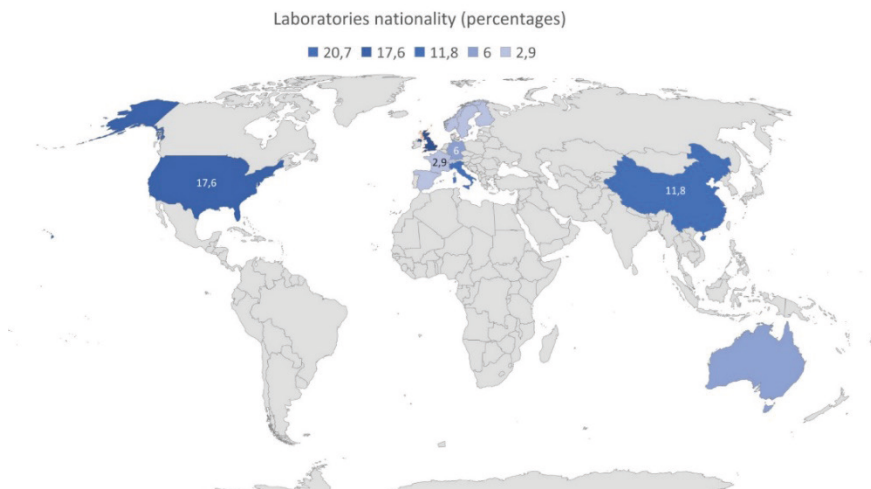 Laboratories nationality (percentages)
20,7 17,6 11,8 6 2,9
6
2,9
17,6
11,8